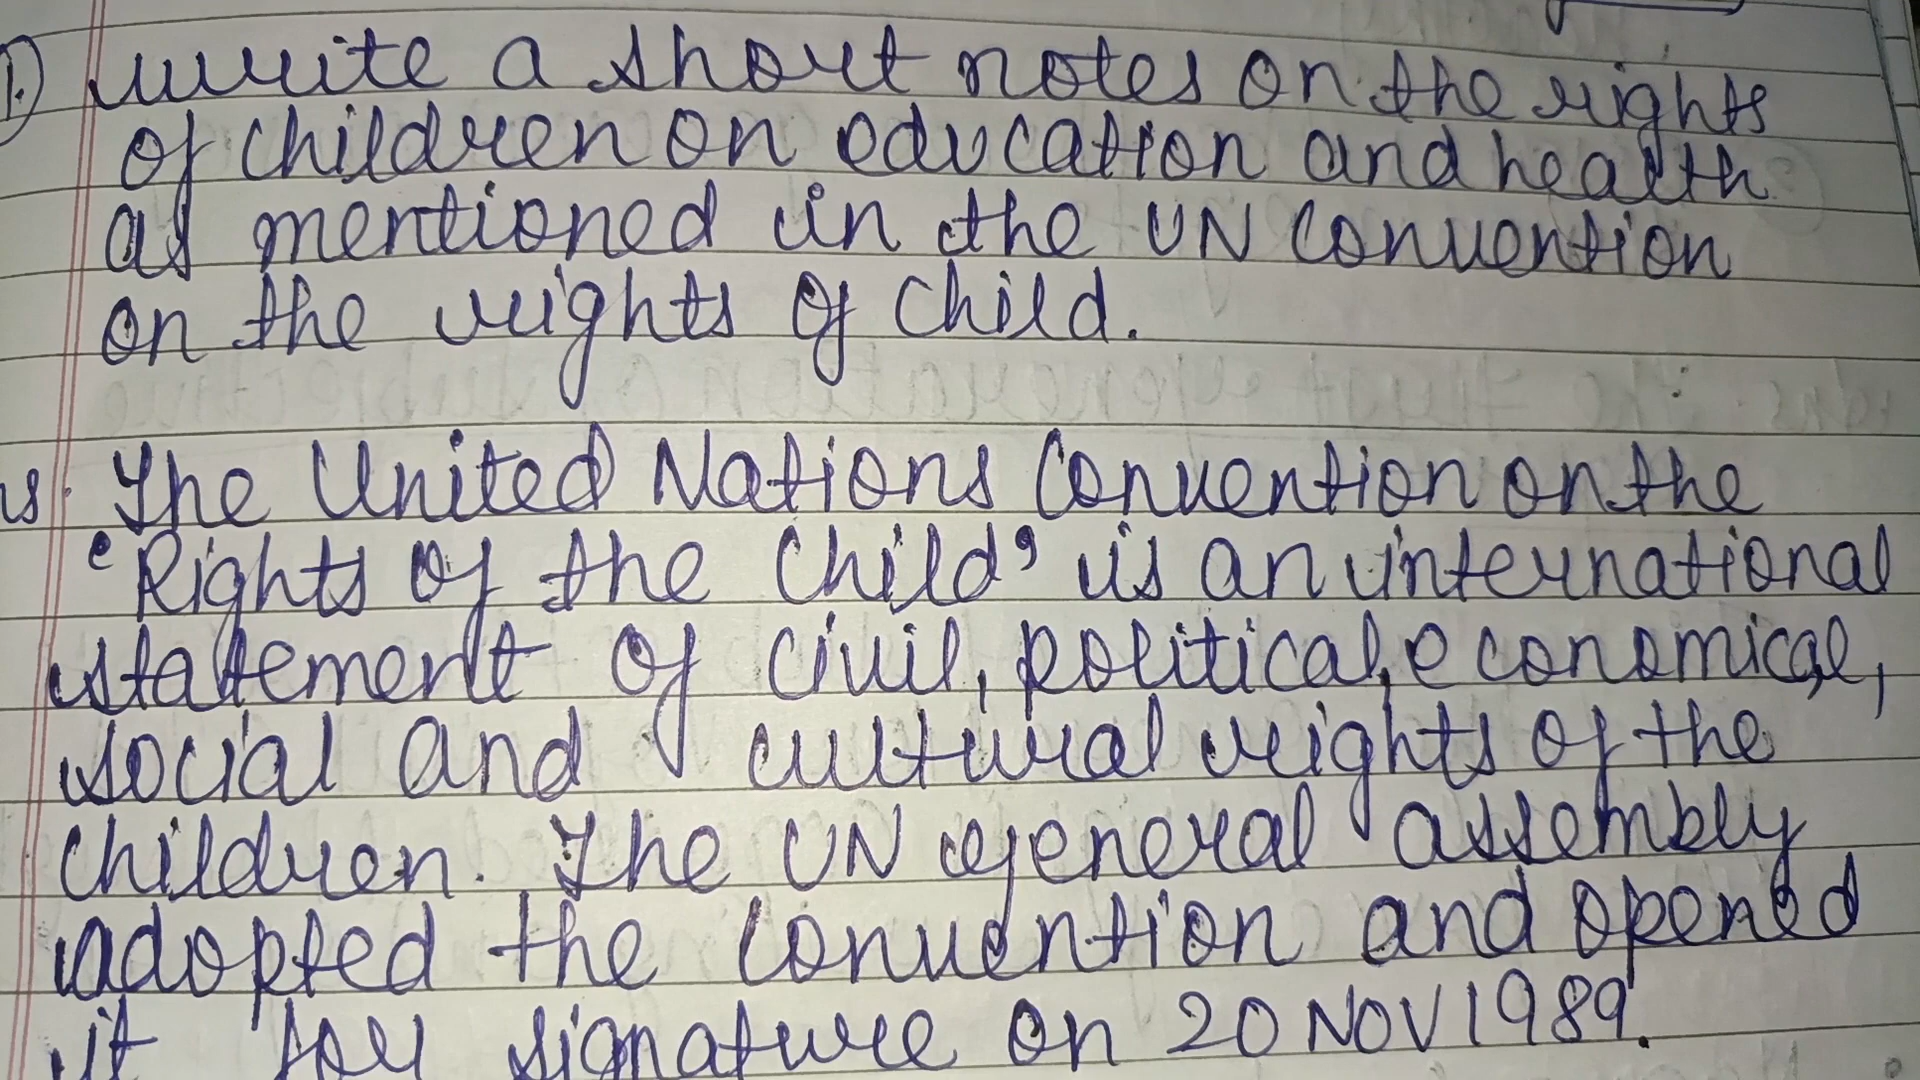 1.) write a short notes on the rights
of children on education and health
as mentioned in the UN Convention
on the rights of child.
The United Nations Convention on the
'Rights of the Child' is an international
statement of civil, political, economical,
social and cultural rights of the
children. The UN general assembly
adopted the convention and opened
it for signature on 20 NOV 1989.